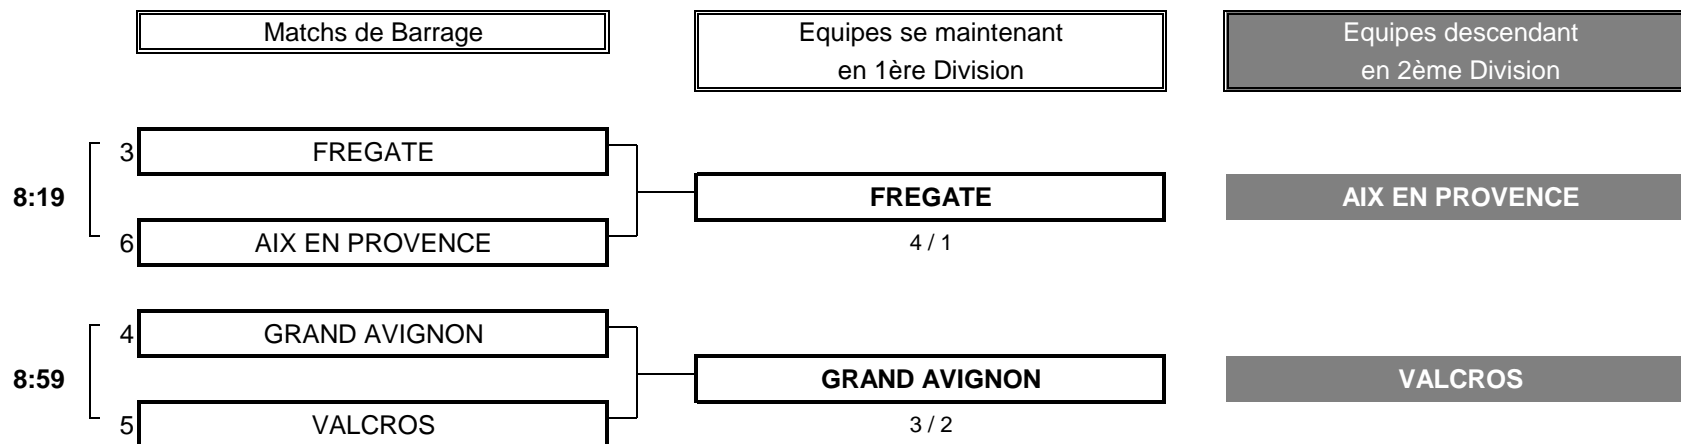 Matchs de Barrage
Equipes se maintenant
en 1ère Division
Equipes descendant
en 2ème Division
3 FREGATE
8:19 FREGATE AIX EN PROVENCE
6 AIX EN PROVENCE 4 / 1
4 GRAND AVIGNON
8:59 GRAND AVIGNON VALCROS
5 VALCROS 3 / 2